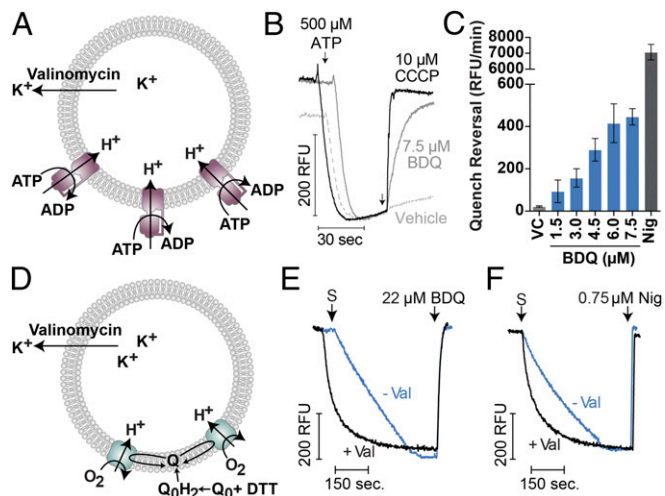 A
Valinomycin
K⁺
K⁺
H⁺
H⁺
H⁺
ATP
ADP
ATP
ADP
ATP
ADP
B
500 µM
ATP
10 µM
CCCP
7.5 µM
BDQ
Vehicle
200 RFU
30 sec
C
Quench Reversal (RFU/min)
8000
7000
6000
400
200
0
VC
1.5
3.0
4.5
6.0
7.5
Nig
BDQ (µM)
D
Valinomycin
K⁺
K⁺
K⁺
H⁺
H⁺
O₂
Q
O₂
Q₀H₂←Q₀+ DTT
E
S
22 µM BDQ
- Val
+ Val
200 RFU
150 sec.
F
S
0.75 µM Nig
- Val
+ Val
200 RFU
150 sec.